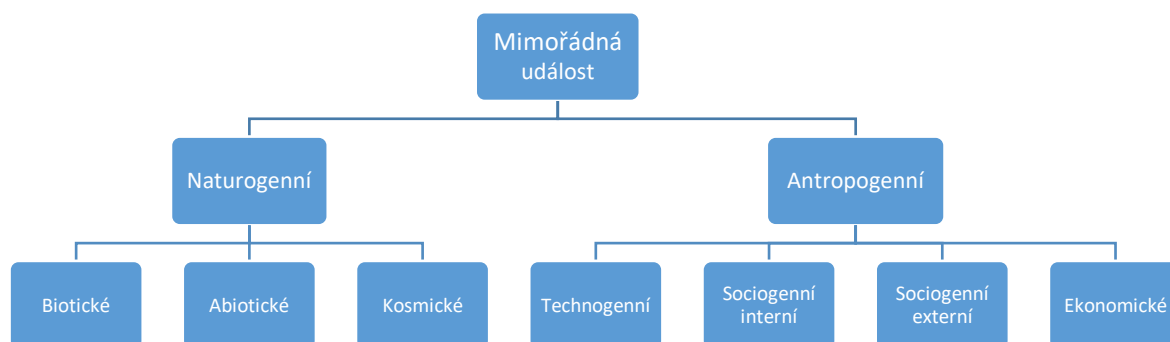 Mimořádná
událost
Naturogenní
Antropogenní
Biotické
Abiotické
Kosmické
Technogenní
Sociogenní
interní
Sociogenní
externí
Ekonomické